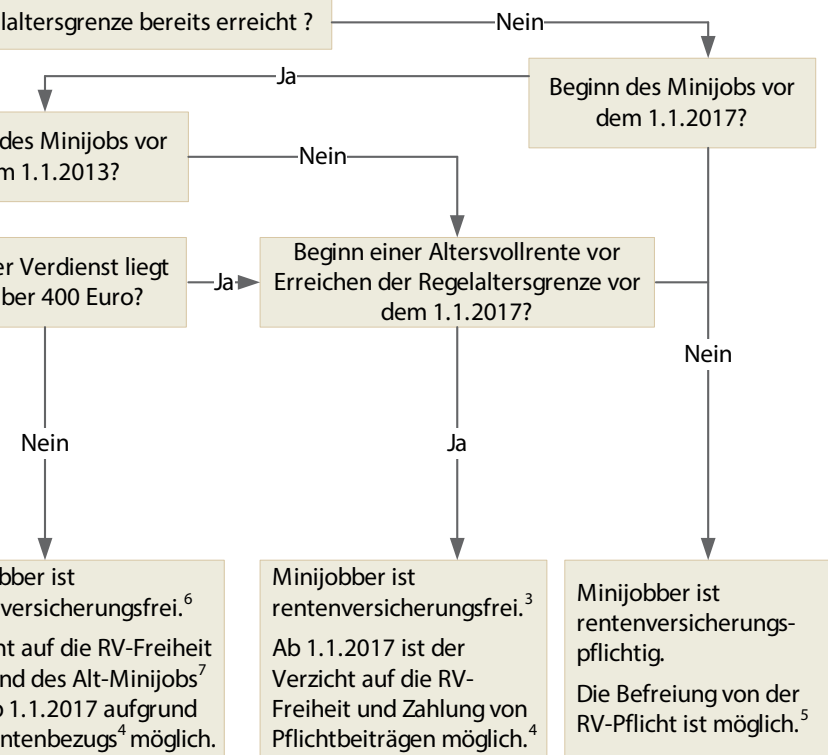 laltersgrenze bereits erreicht ?
Nein
Ja
Beginn des Minijobs vor
dem 1.1.2017?
des Minijobs vor
m 1.1.2013?
Nein
er Verdienst liegt
ber 400 Euro?
Ja
Beginn einer Altersvollrente vor
Erreichen der Regelaltersgrenze vor
dem 1.1.2017?
Nein
Nein
Ja
bber ist
versicherungsfrei.6
ht auf die RV-Freiheit
nd des Alt-Minijobs7
b 1.1.2017 aufgrund
ntenbezugs4 möglich.
Minijobber ist
rentenversicherungsfrei.3
Ab 1.1.2017 ist der
Verzicht auf die RV-
Freiheit und Zahlung von
Pflichtbeiträgen möglich.4
Minijobber ist
rentenversicherungs-
pflichtig.
Die Befreiung von der
RV-Pflicht ist möglich.5